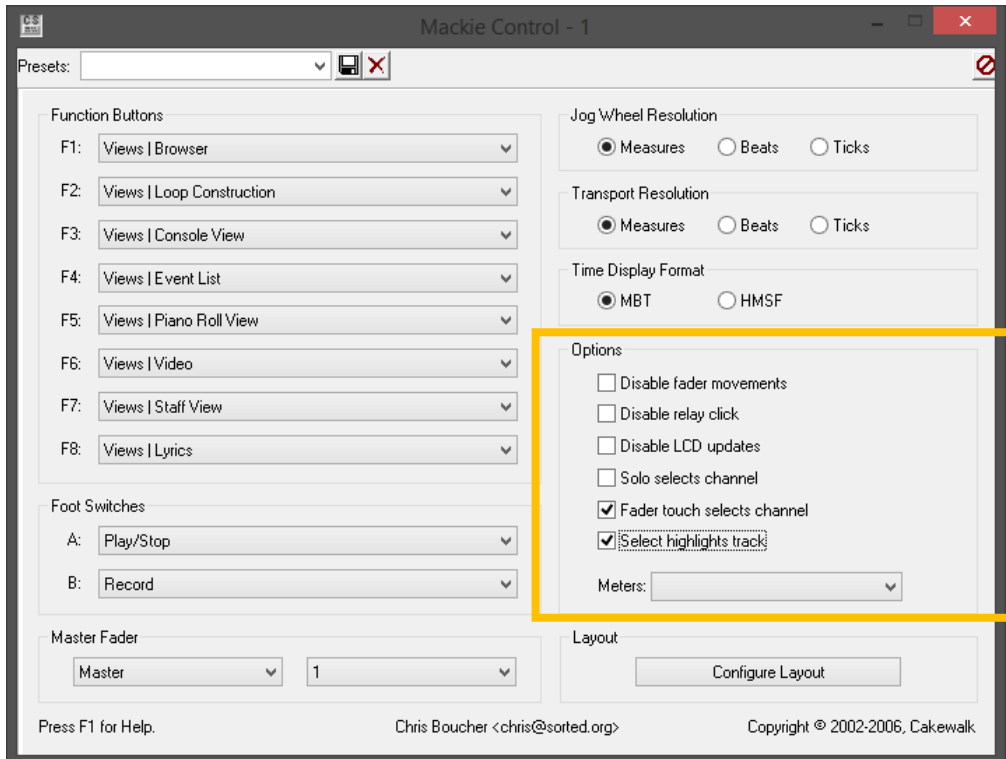 Mackie Control - 1
Presets:
Function Buttons
F1: Views | Browser
F2: Views | Loop Construction
F3: Views | Console View
F4: Views | Event List
F5: Views | Piano Roll View
F6: Views | Video
F7: Views | Staff View
F8: Views | Lyrics
Foot Switches
A: Play/Stop
B: Record
Master Fader
Master 1
Jog Wheel Resolution
Measures Beats Ticks
Transport Resolution
Measures Beats Ticks
Time Display Format
MBT HMSF
Options
Disable fader movements
Disable relay click
Disable LCD updates
Solo selects channel
Fader touch selects channel
Select highlights track
Meters:
Layout
Configure Layout
Press F1 for Help. Chris Boucher <chris@sorted.org> Copyright © 2002-2006, Cakewalk